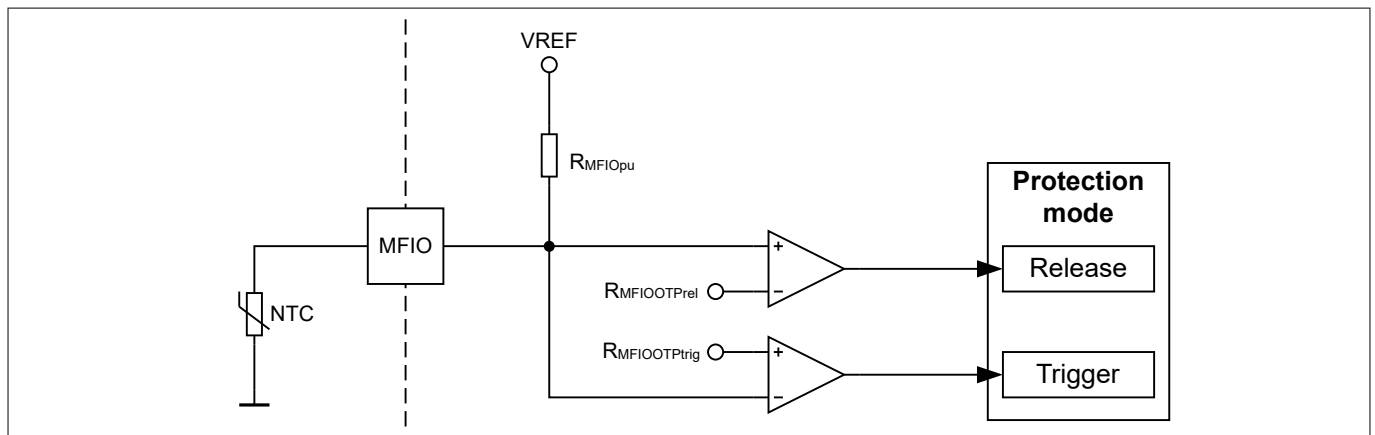 VREF
RMFIOpu
Protection
mode
MFIO
+
−
Release
RMFIOOTPrel
NTC
RMFIOOTPtrig
+
−
Trigger